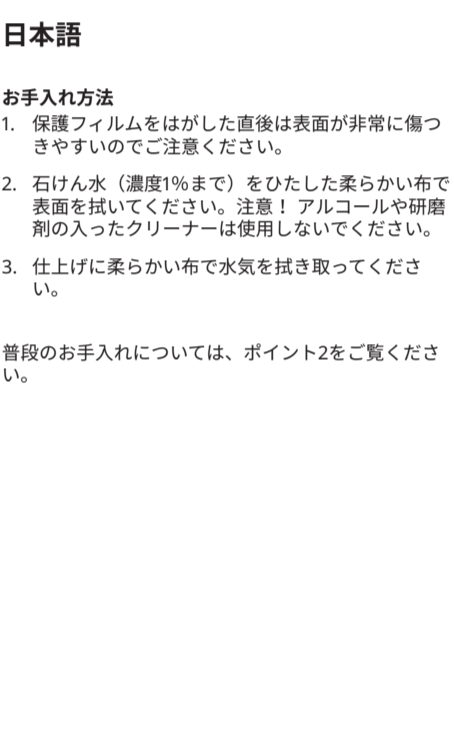 日本語
お手入れ方法
1. 保護フィルムをはがした直後は表面が非常に傷つ
きやすいのでご注意ください。
2. 石けん水（濃度1%まで）をひたした柔らかい布で
表面を拭いてください。注意！ アルコールや研磨
剤の入ったクリーナーは使用しないでください。
3. 仕上げに柔らかい布で水気を拭き取ってくださ
い。
普段のお手入れについては、ポイント2をご覧くださ
い。